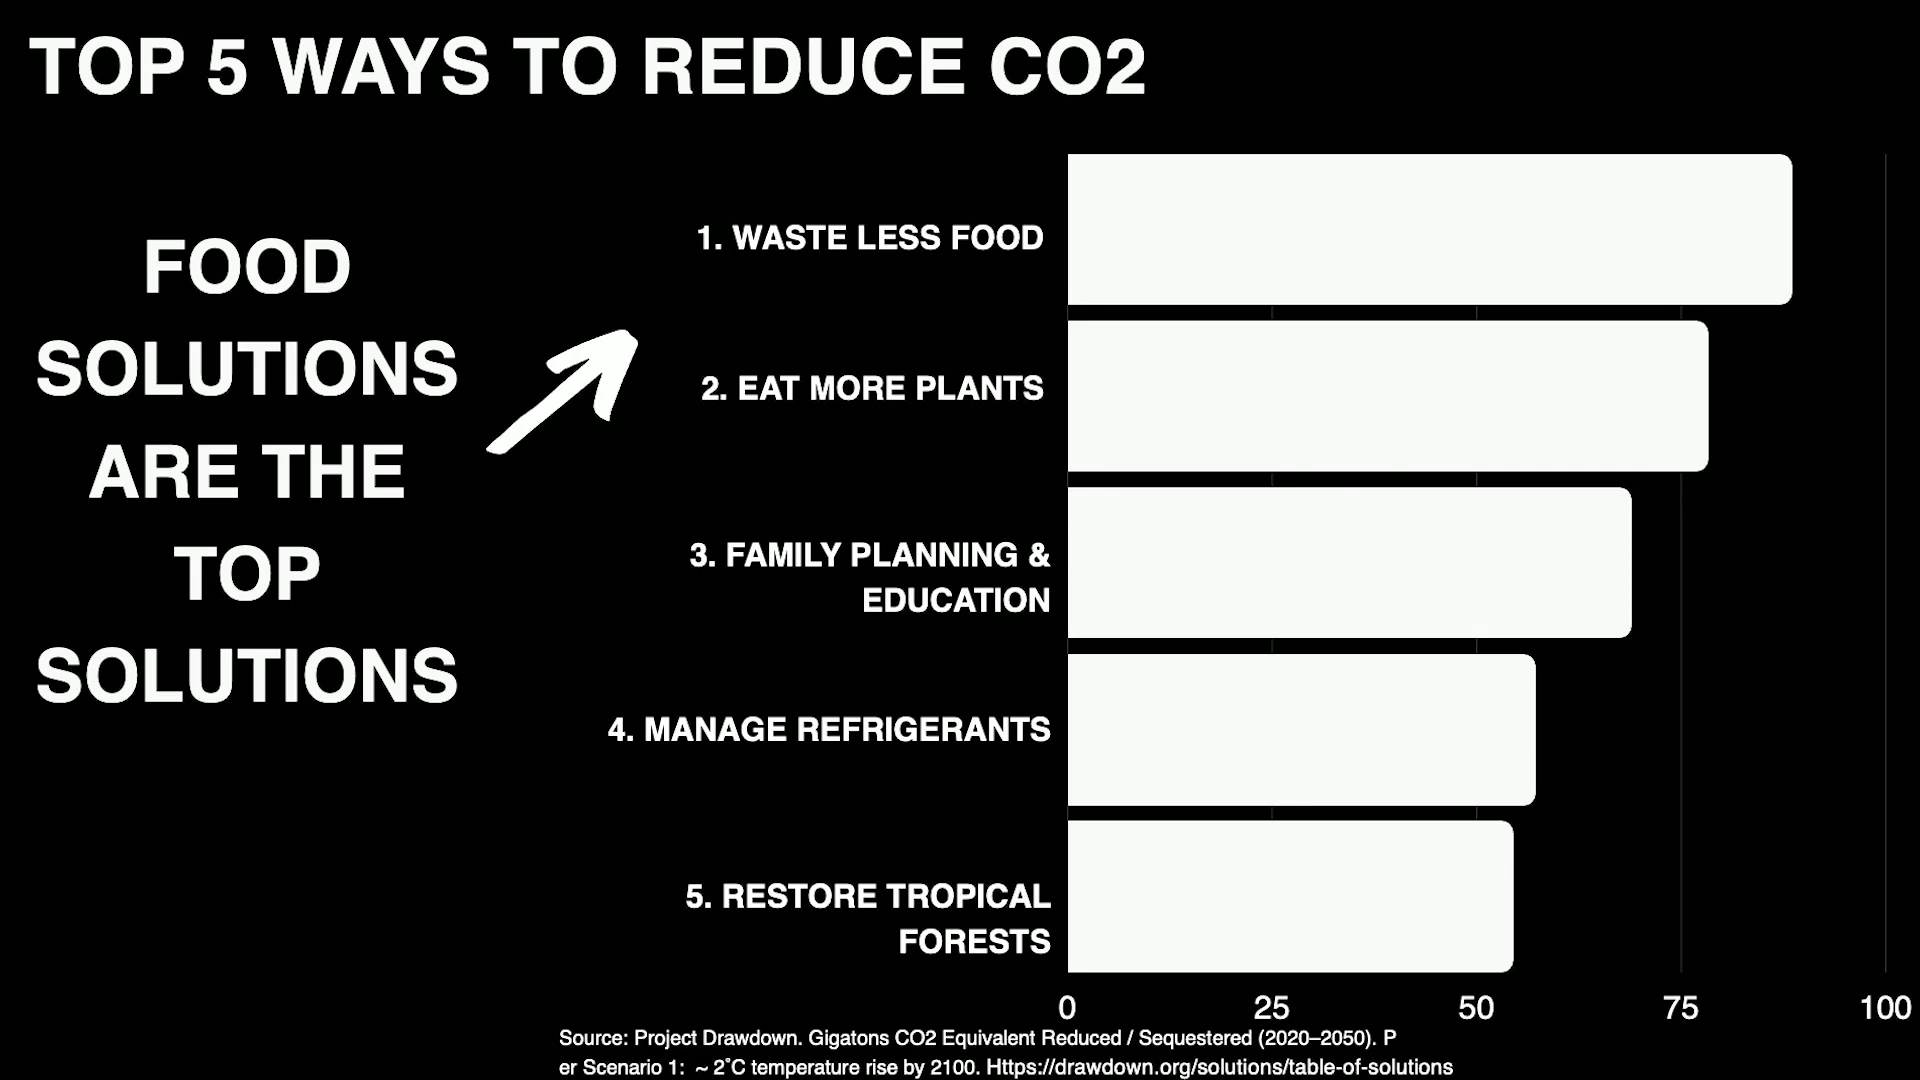 TOP 5 WAYS TO REDUCE CO2
FOOD
SOLUTIONS
ARE THE
TOP
SOLUTIONS
1. WASTE LESS FOOD
2. EAT MORE PLANTS
3. FAMILY PLANNING &
EDUCATION
4. MANAGE REFRIGERANTS
5. RESTORE TROPICAL
FORESTS
0 25 50 75 100
Source: Project Drawdown. Gigatons CO2 Equivalent Reduced / Sequestered (2020–2050). P
er Scenario 1: ~ 2˚C temperature rise by 2100. Https://drawdown.org/solutions/table-of-solutions